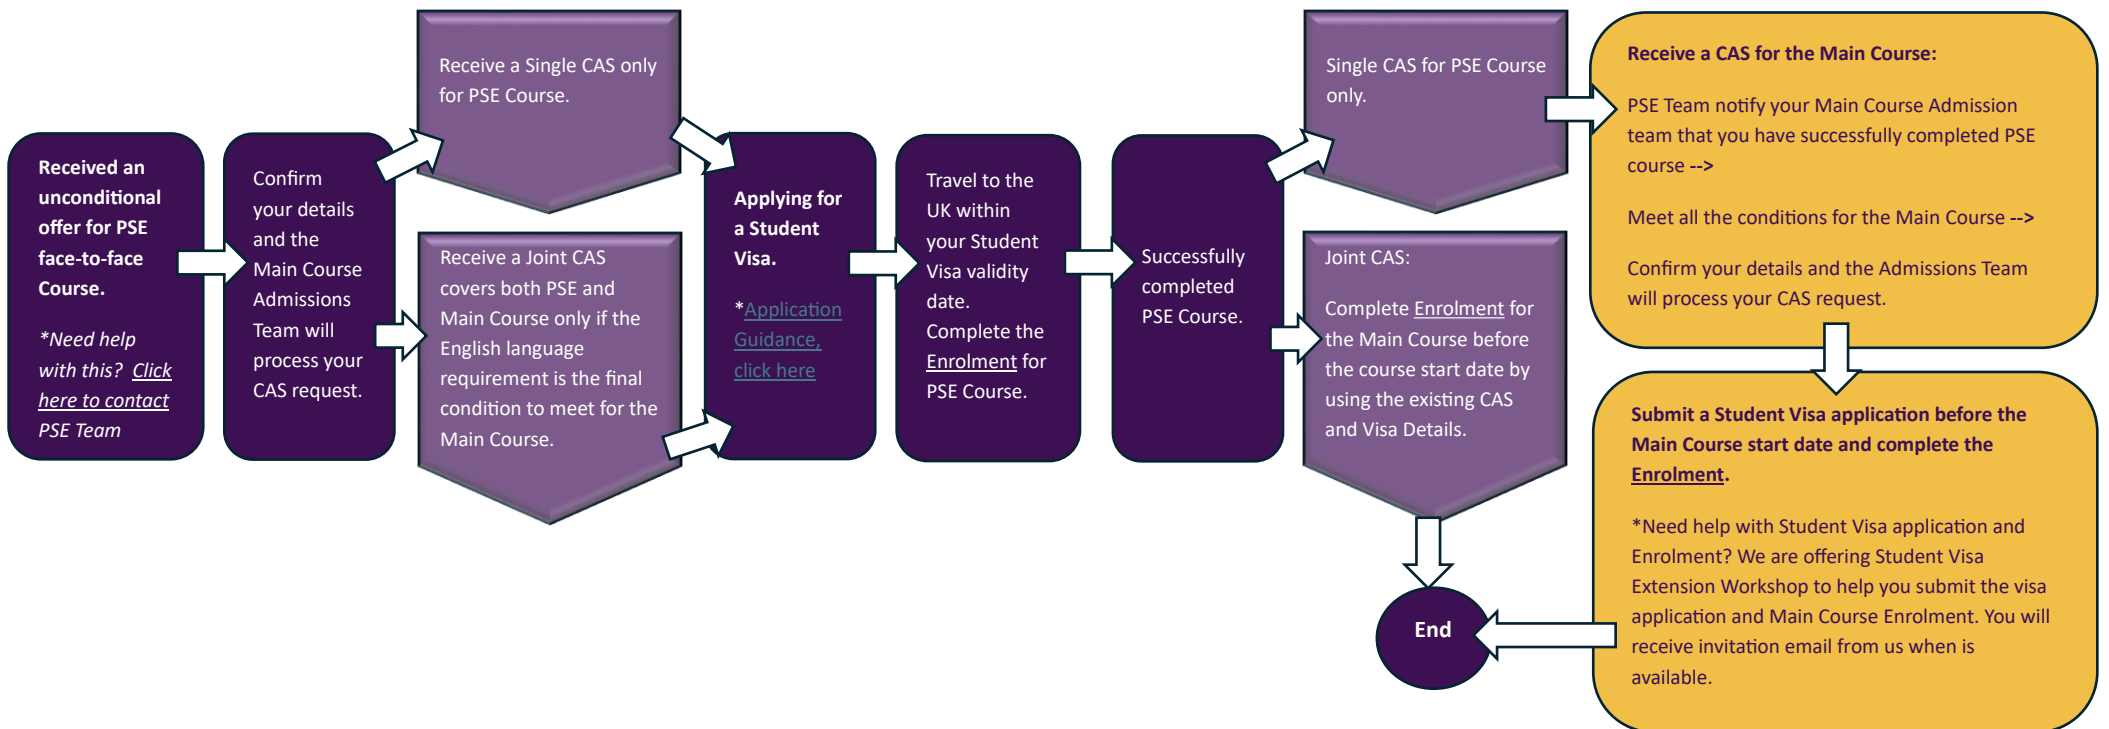 Received an
unconditional
offer for PSE
face-to-face
Course.
*Need help
with this?  Click
here to contact
PSE Team
Confirm
your details
and the
Main Course
Admissions
Team will
process your
CAS request.
Receive a Single CAS only
for PSE Course.
Receive a Joint CAS
covers both PSE and
Main Course only if the
English language
requirement is the final
condition to meet for the
Main Course.
Applying for
a Student
Visa.
*Application
Guidance,
click here
Travel to the
UK within
your Student
Visa validity
date.
Complete the
Enrolment for
PSE Course.
Successfully
completed
PSE Course.
Single CAS for PSE Course
only.
Joint CAS:
Complete Enrolment for
the Main Course before
the course start date by
using the existing CAS
and Visa Details.
Receive a CAS for the Main Course:
PSE Team notify your Main Course Admission
team that you have successfully completed PSE
course -->
Meet all the conditions for the Main Course -->
Confirm your details and the Admissions Team
will process your CAS request.
Submit a Student Visa application before the
Main Course start date and complete the
Enrolment.
*Need help with Student Visa application and
Enrolment? We are offering Student Visa
Extension Workshop to help you submit the visa
application and Main Course Enrolment. You will
receive invitation email from us when is
available.
End